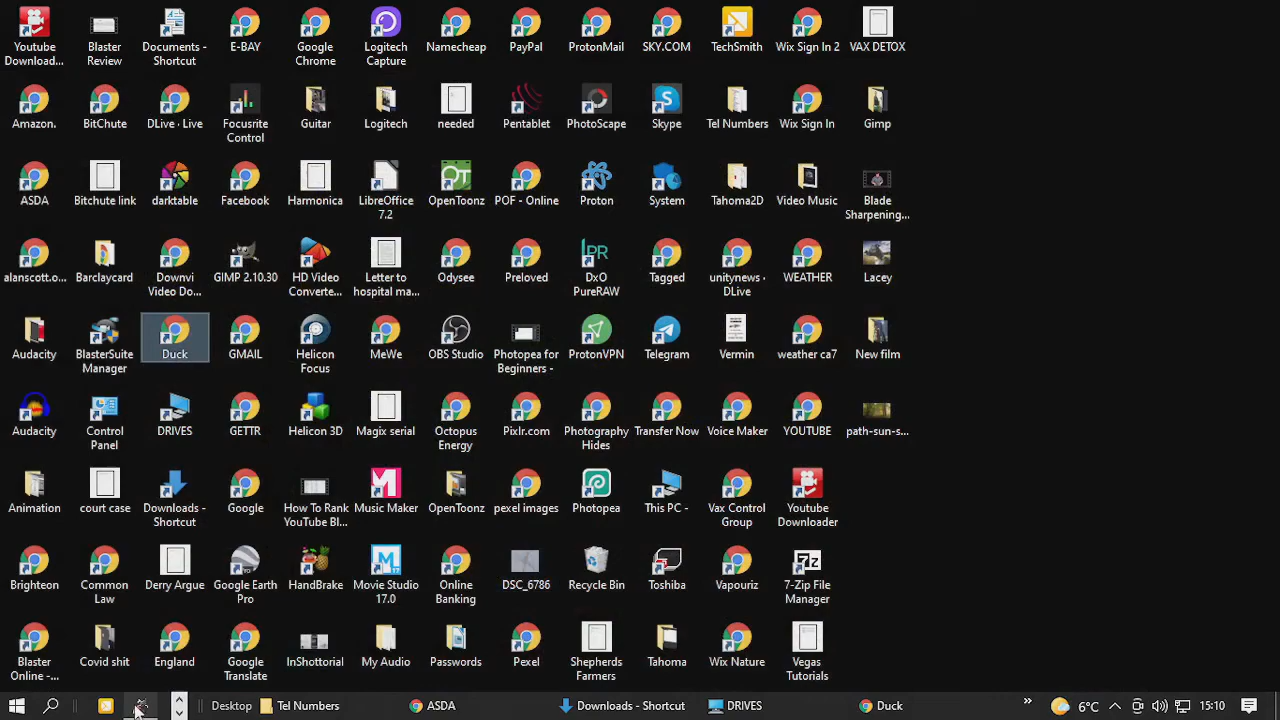 Youtube Downloand...
Blaster Review
Documents - Shortcut
E-BAY
Google Chrome
Logitech Capture
Namecheap
PayPal
ProtonMail
SKY.COM
TechSmith
Wix Sign In 2
VAX DETOX
Amazon.
BitChute
DLive · Live
Focusrite Control
Guitar
Logitech
needed
Pentablet
PhotoScape
Skype
Tel Numbers
Wix Sign In
Gimp
ASDA
Bitchute link
darktable
Facebook
Harmonica
LibreOffice 7.2
OpenToonz
POF - Online
Proton
System
Tahoma2D
Video Music
Blade Sharpening...
alanscott.o...
Barclaycard
Downvi Video Do...
GIMP 2.10.30
HD Video Converte...
Letter to hospital ma...
Odysee
Preloved
DxO PureRAW
Tagged
unitynews · DLive
WEATHER
Lacey
Audacity
BlasterSuite Manager
Duck
GMAIL
Helicon Focus
MeWe
OBS Studio
Photopea for Beginners -
ProtonVPN
Telegram
Vermin
weather ca7
New film
Audacity
Control Panel
DRIVES
GETTR
Helicon 3D
Magix serial
Octopus Energy
Pixlr.com
Photography Hides
Transfer Now
Voice Maker
YOUTUBE
path-sun-s...
Animation
court case
Downloads - Shortcut
Google
How To Rank YouTube Bl...
Music Maker
OpenToonz
pexel images
Photopea
This PC -
Vax Control Group
Youtube Downloader
Brighteon
Common Law
Derry Argue
Google Earth Pro
HandBrake
Movie Studio 17.0
Online Banking
DSC_6786
Recycle Bin
Toshiba
Vapouriz
7-Zip File Manager
Blaster Online -...
Covid shit
England
Google Translate
InShottorial
My Audio
Passwords
Pexel
Shepherds Farmers
Tahoma
Wix Nature
Vegas Tutorials
Desktop
Tel Numbers
ASDA
Downloads - Shortcut
DRIVES
Duck
»
6°C
15:10